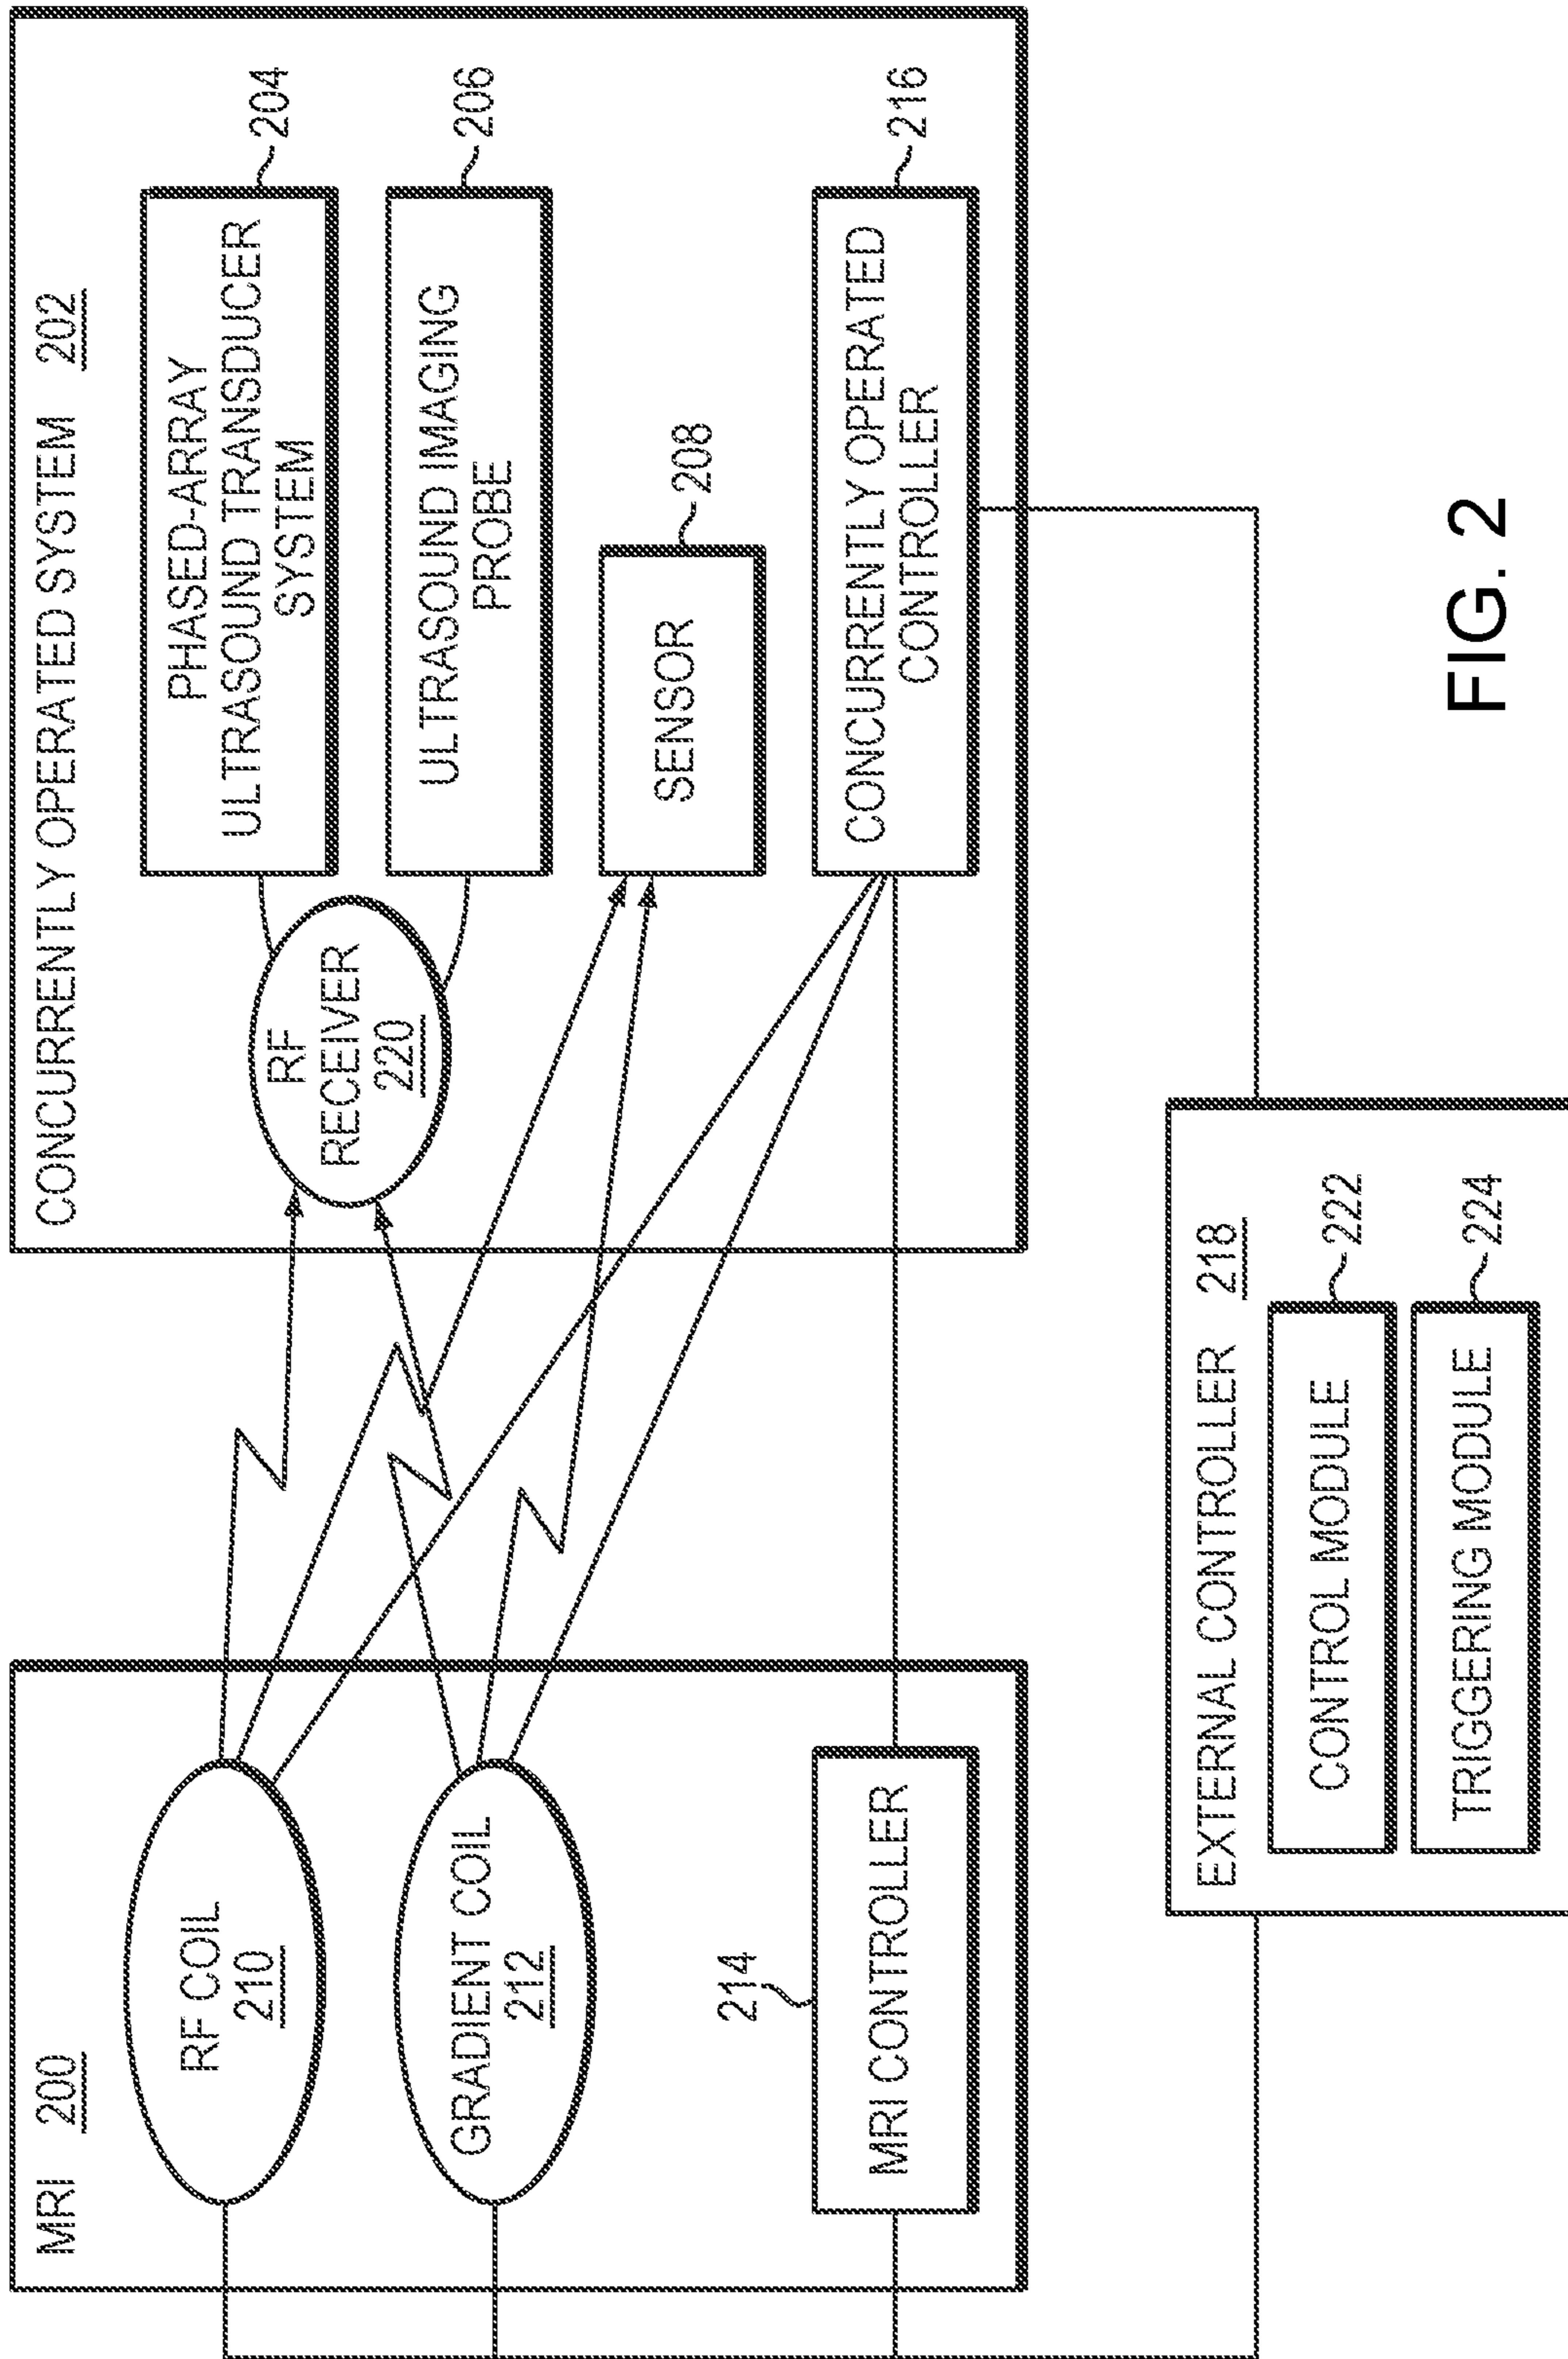 MRI 200
RF COIL
210
GRADIENT COIL
212
214
MRI CONTROLLER
CONCURRENTLY OPERATED SYSTEM 202
PHASED-ARRAY
ULTRASOUND TRANSDUCER
SYSTEM
204
RF
RECEIVER
220
ULTRASOUND IMAGING
PROBE
206
SENSOR
208
CONCURRENTLY OPERATED
CONTROLLER
216
EXTERNAL CONTROLLER 218
CONTROL MODULE
222
TRIGGERING MODULE
224
FIG. 2